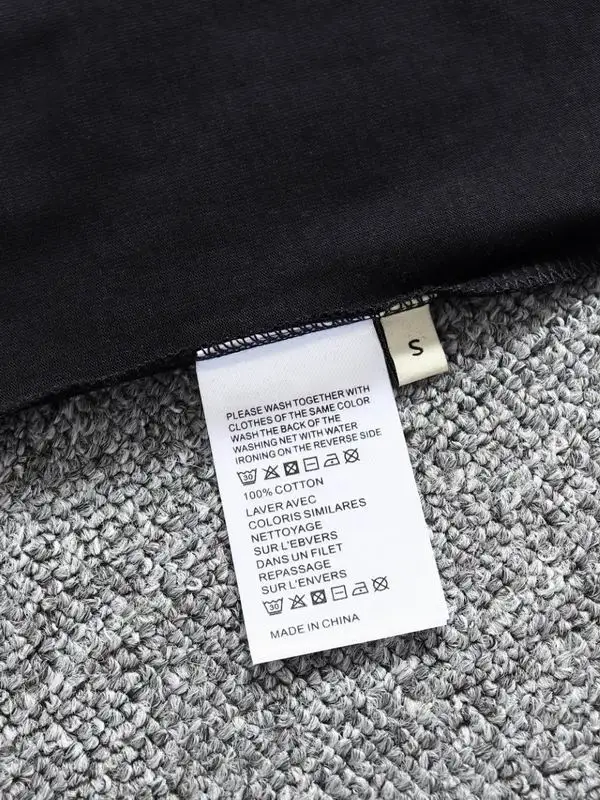 S
PLEASE WASH TOGETHER WITH
CLOTHES OF THE SAME COLOR
WASH THE BACK OF THE
WASHING NET WITH WATER
IRONING ON THE REVERSE SIDE
30
100% COTTON
LAVER AVEC
COLORIS SIMILARES
NETTOYAGE
SUR L'EBVERS
DANS UN FILET
REPASSAGE
SUR L'ENVERS
30
MADE IN CHINA